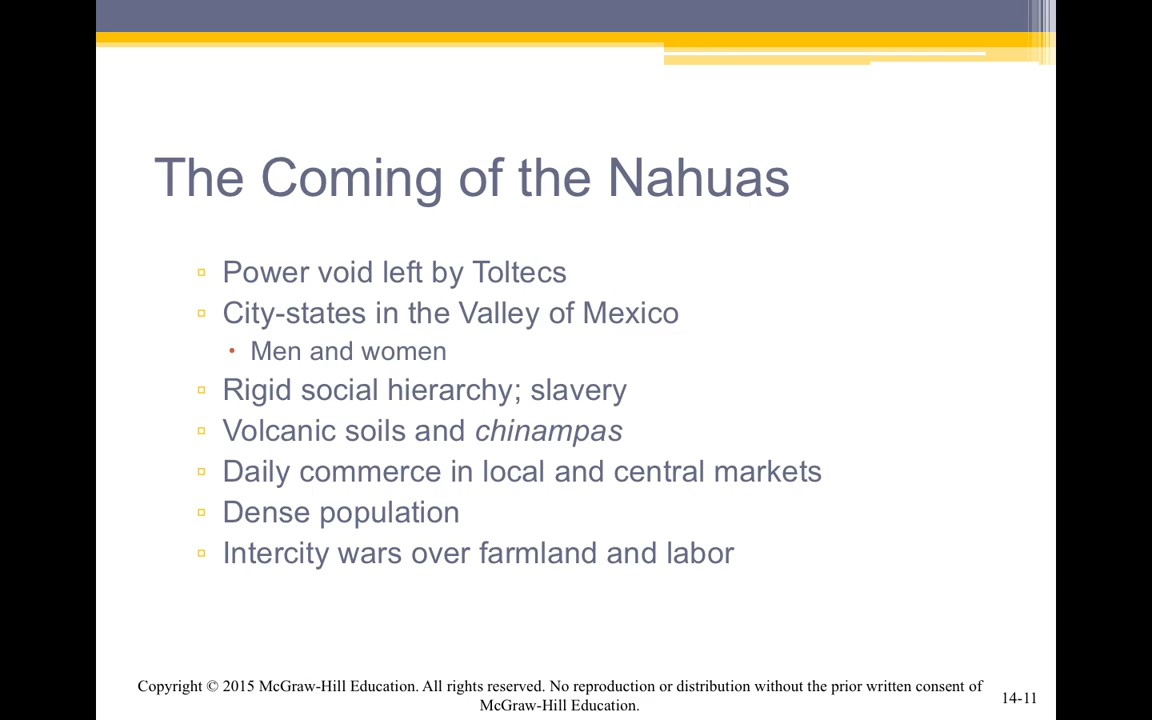 The Coming of the Nahuas
Power void left by Toltecs
City-states in the Valley of Mexico
Men and women
Rigid social hierarchy; slavery
Volcanic soils and chinampas
Daily commerce in local and central markets
Dense population
Intercity wars over farmland and labor
Copyright © 2015 McGraw-Hill Education. All rights reserved. No reproduction or distribution without the prior written consent of
McGraw-Hill Education.
14-11